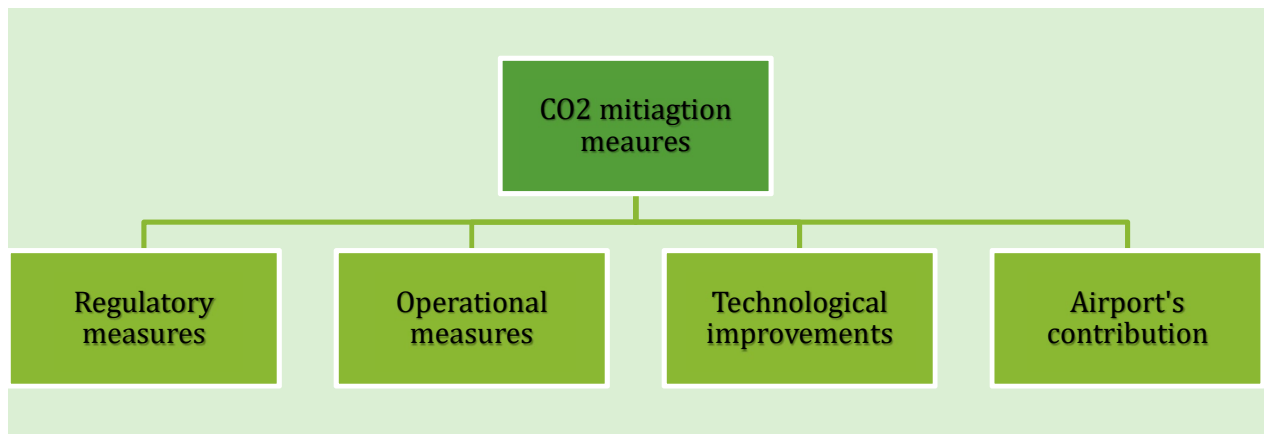 CO2 mitiagtion
meaures
Regulatory
measures
Operational
measures
Technological
improvements
Airport's
contribution